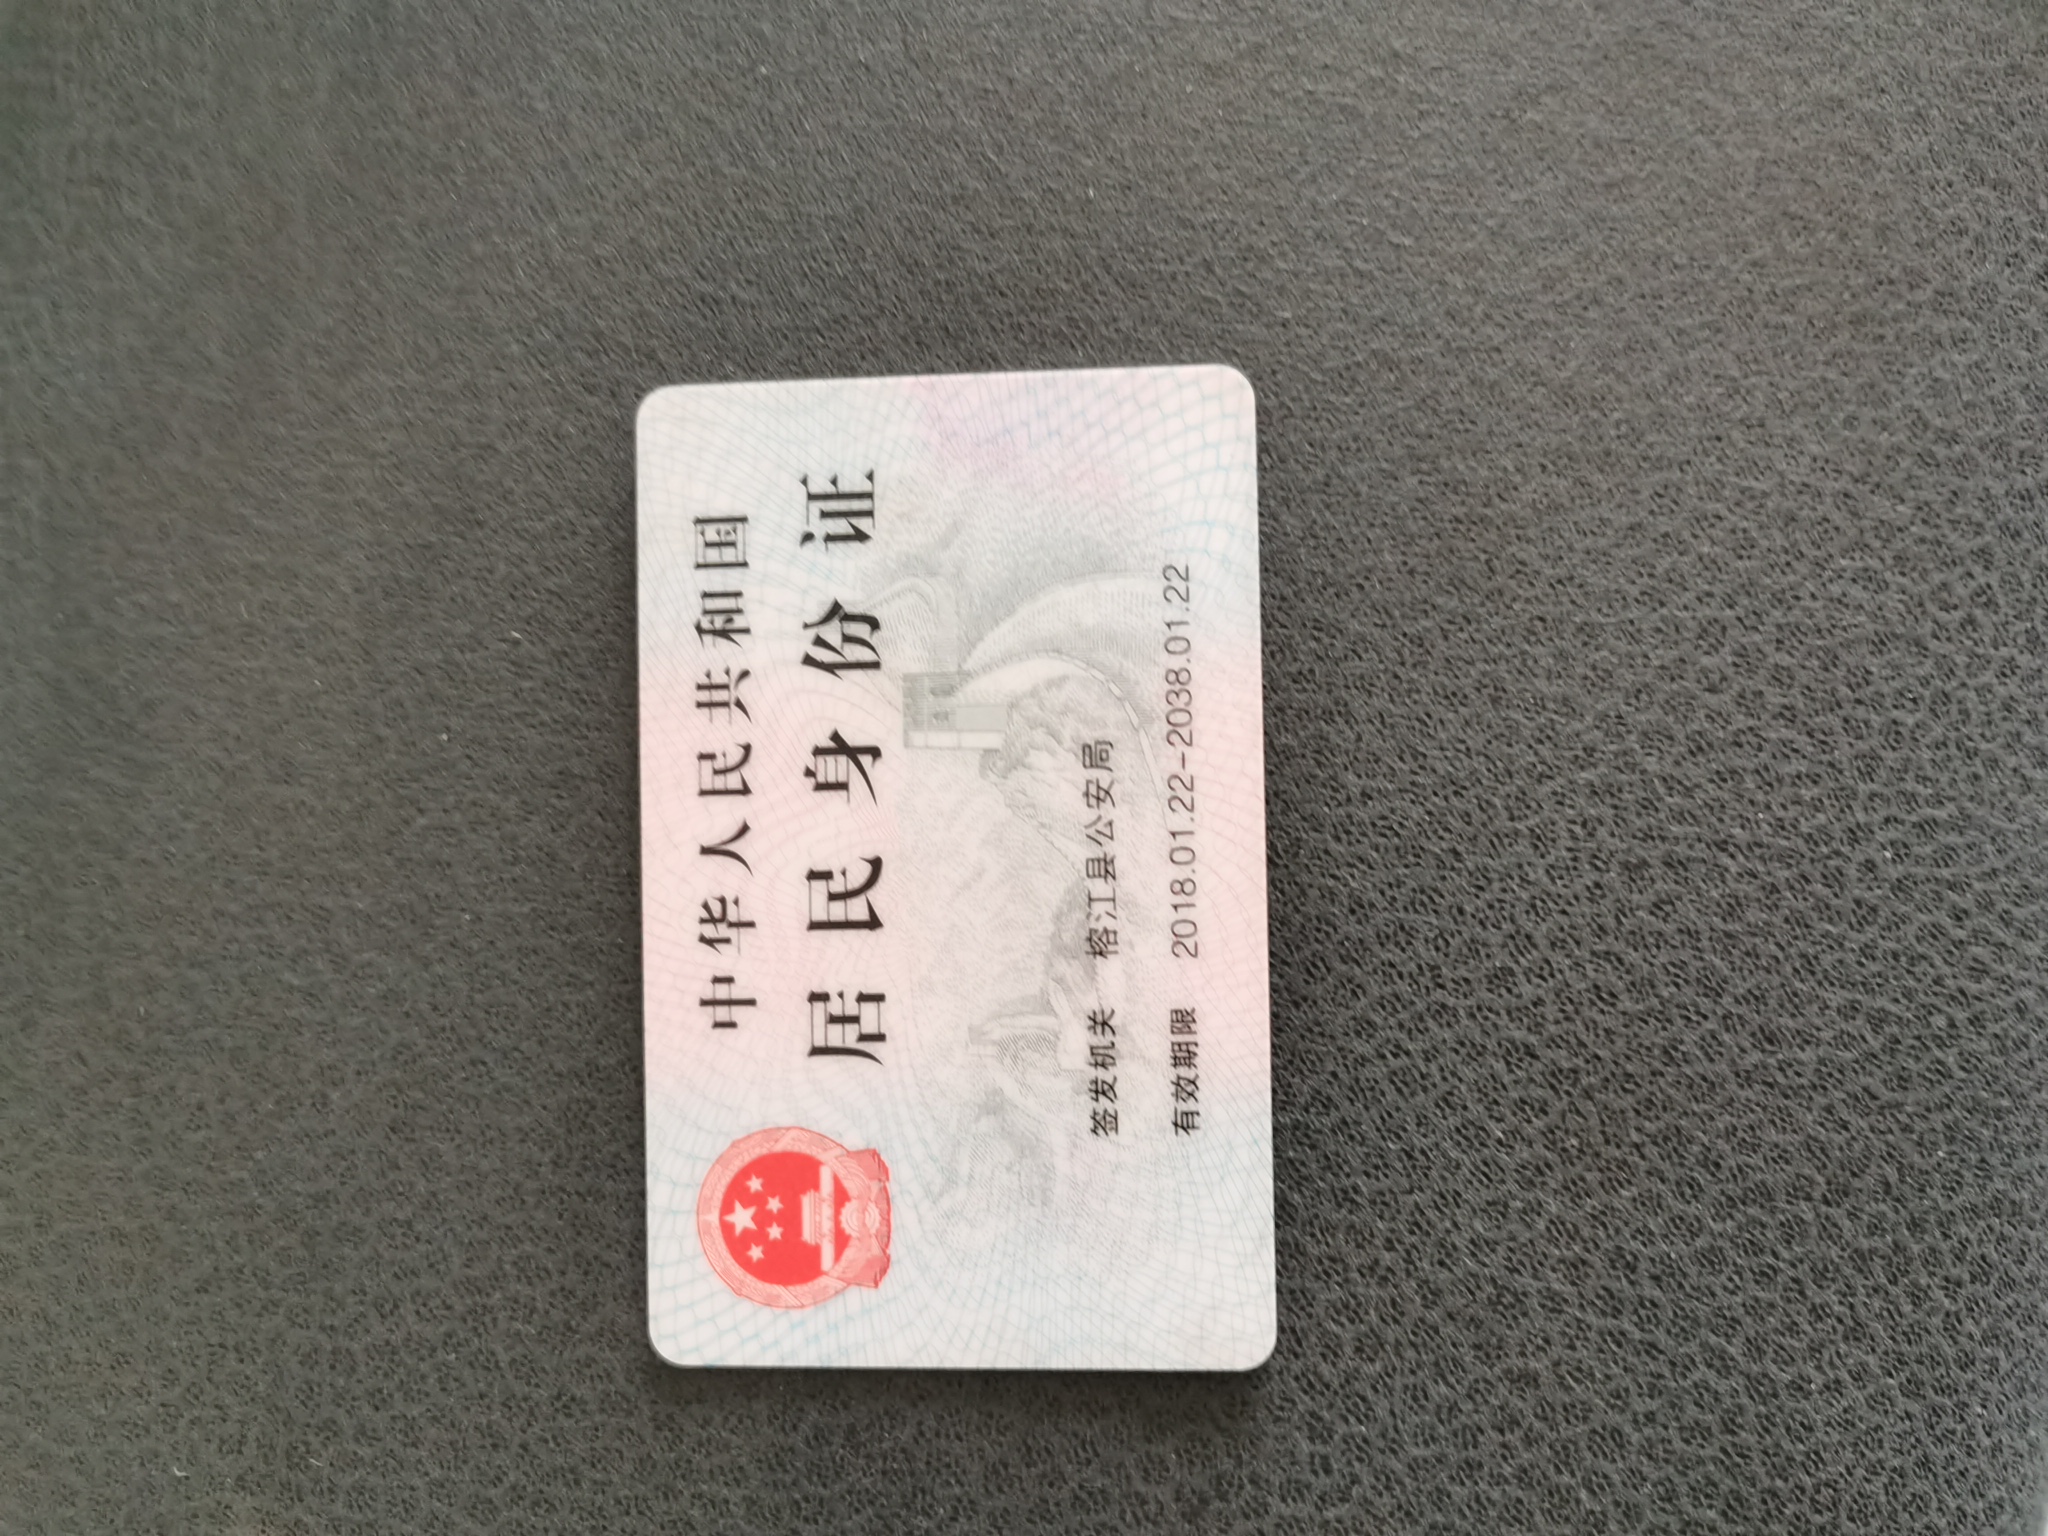 中华人民共和国
居民身份证
签发机关 榕江县公安局
有效期限 2018.01.22-2038.01.22